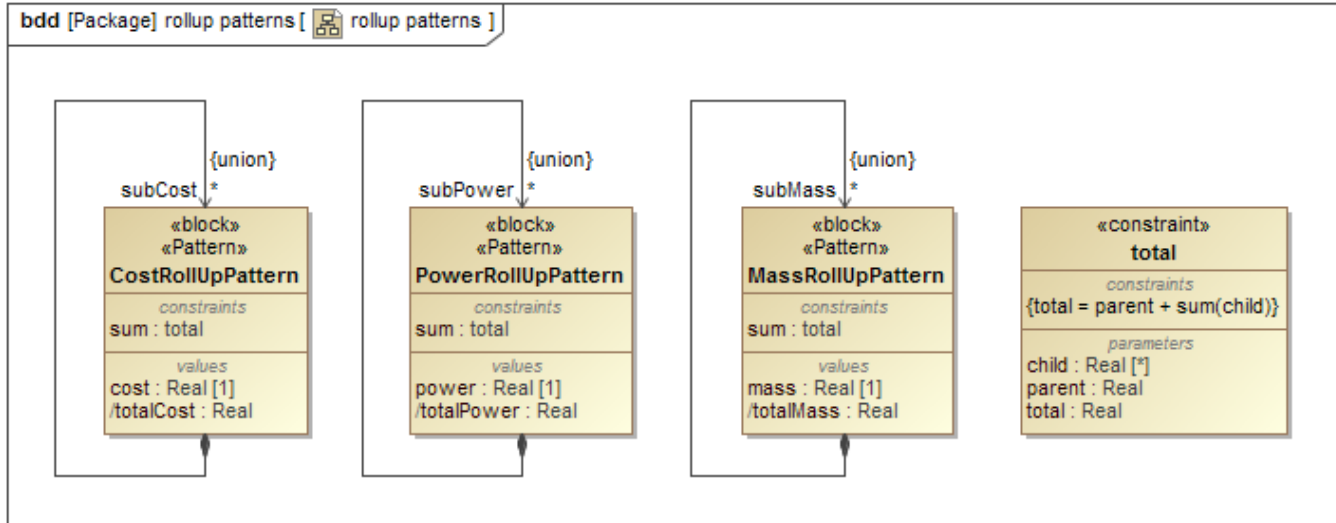 bdd [Package] rollup patterns [ rollup patterns ]
{union}
subCost *
«block»
«Pattern»
CostRollUpPattern
constraints
sum : total
values
cost : Real [1]
/totalCost : Real
{union}
subPower *
«block»
«Pattern»
PowerRollUpPattern
constraints
sum : total
values
power : Real [1]
/totalPower : Real
{union}
subMass *
«block»
«Pattern»
MassRollUpPattern
constraints
sum : total
values
mass : Real [1]
/totalMass : Real
«constraint»
total
constraints
{total = parent + sum(child)}
parameters
child : Real [*]
parent : Real
total : Real